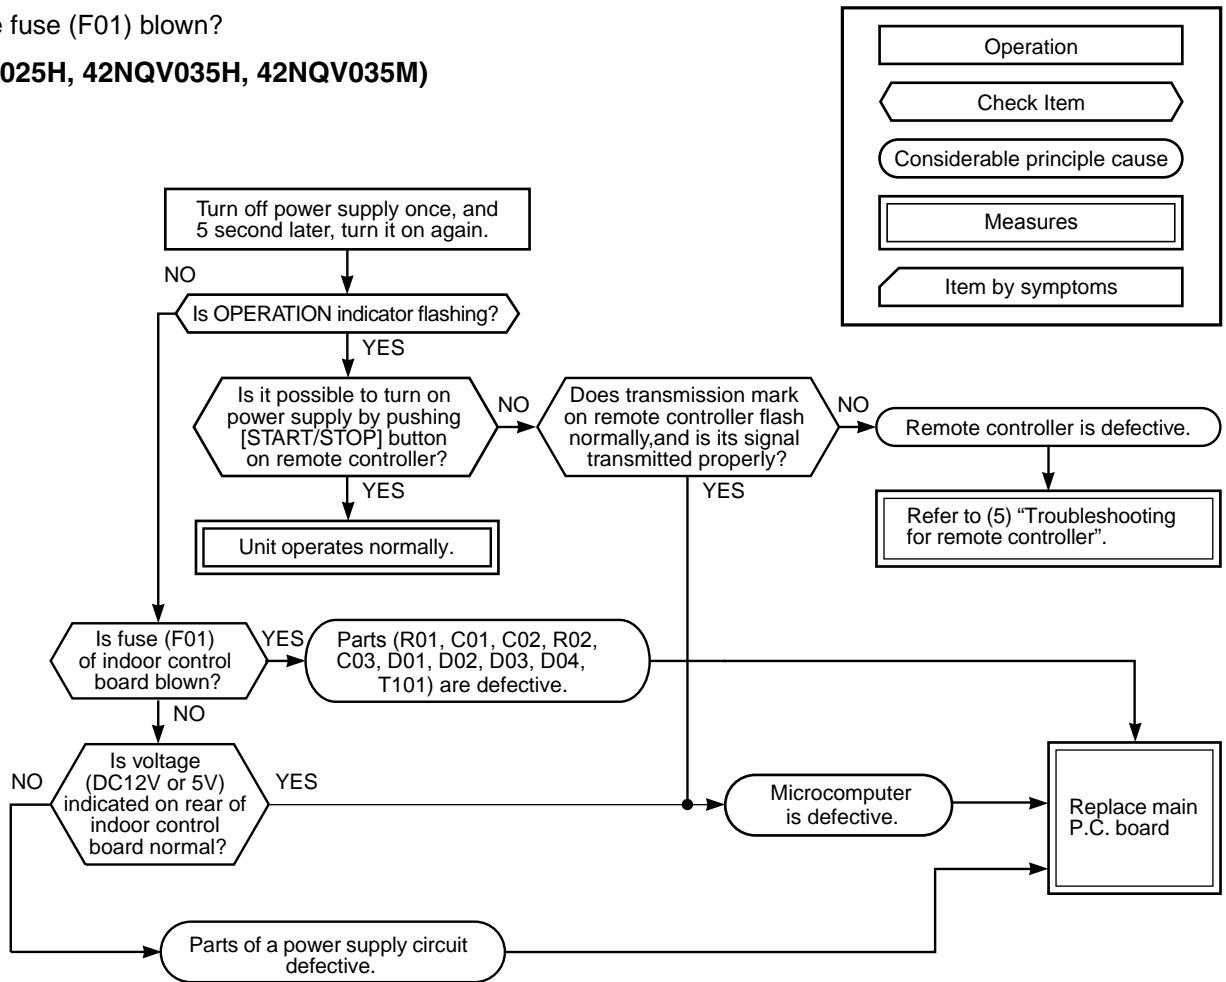 e fuse (F01) blown?
025H, 42NQV035H, 42NQV035M)
Operation
Check Item
Considerable principle cause
Measures
Item by symptoms
Turn off power supply once, and
5 second later, turn it on again.
NO
Is OPERATION indicator flashing?
YES
Is it possible to turn on
power supply by pushing
[START/STOP] button
on remote controller?
NO
Does transmission mark
on remote controller flash
normally,and is its signal
transmitted properly?
NO
Remote controller is defective.
YES
YES
Refer to (5) “Troubleshooting
for remote controller”.
Unit operates normally.
Is fuse (F01)
of indoor control
board blown?
YES
Parts (R01, C01, C02, R02,
C03, D01, D02, D03, D04,
T101) are defective.
NO
Is voltage
(DC12V or 5V)
indicated on rear of
indoor control
board normal?
NO
YES
Microcomputer
is defective.
Replace main
P.C. board
Parts of a power supply circuit
defective.